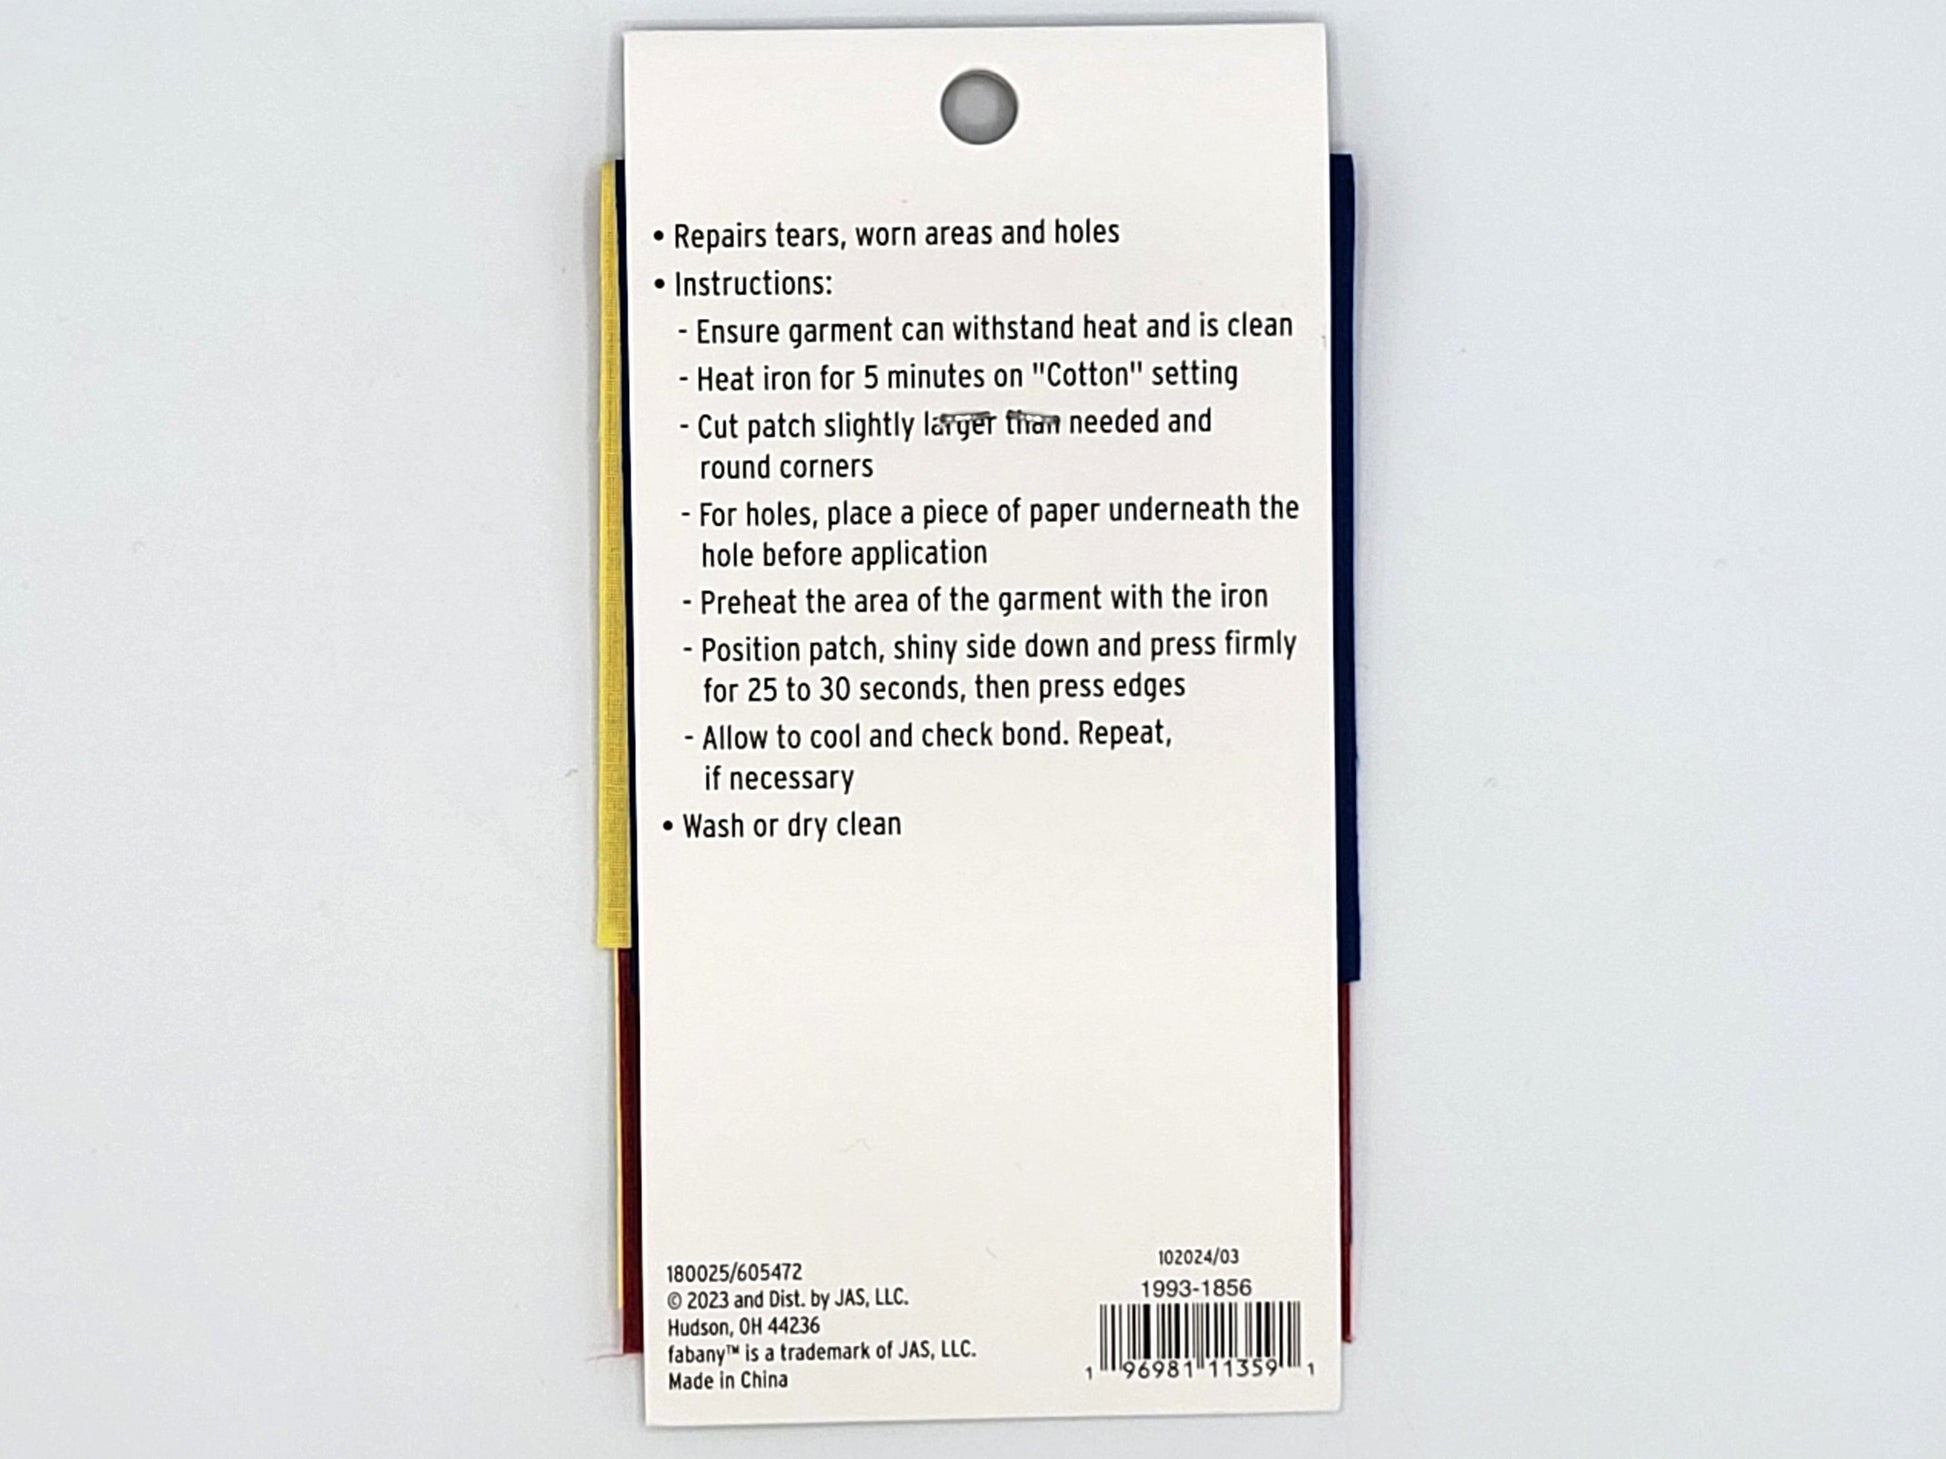 • Repairs tears, worn areas and holes
• Instructions:
- Ensure garment can withstand heat and is clean
- Heat iron for 5 minutes on "Cotton" setting
- Cut patch slightly larger than needed and
round corners
- For holes, place a piece of paper underneath the
hole before application
- Preheat the area of the garment with the iron
- Position patch, shiny side down and press firmly
for 25 to 30 seconds, then press edges
- Allow to cool and check bond. Repeat,
if necessary
• Wash or dry clean
180025/605472
© 2023 and Dist. by JAS, LLC.
Hudson, OH 44236
fabany™ is a trademark of JAS, LLC.
Made in China
102024/03
1993-1856
1 96981 11359 1